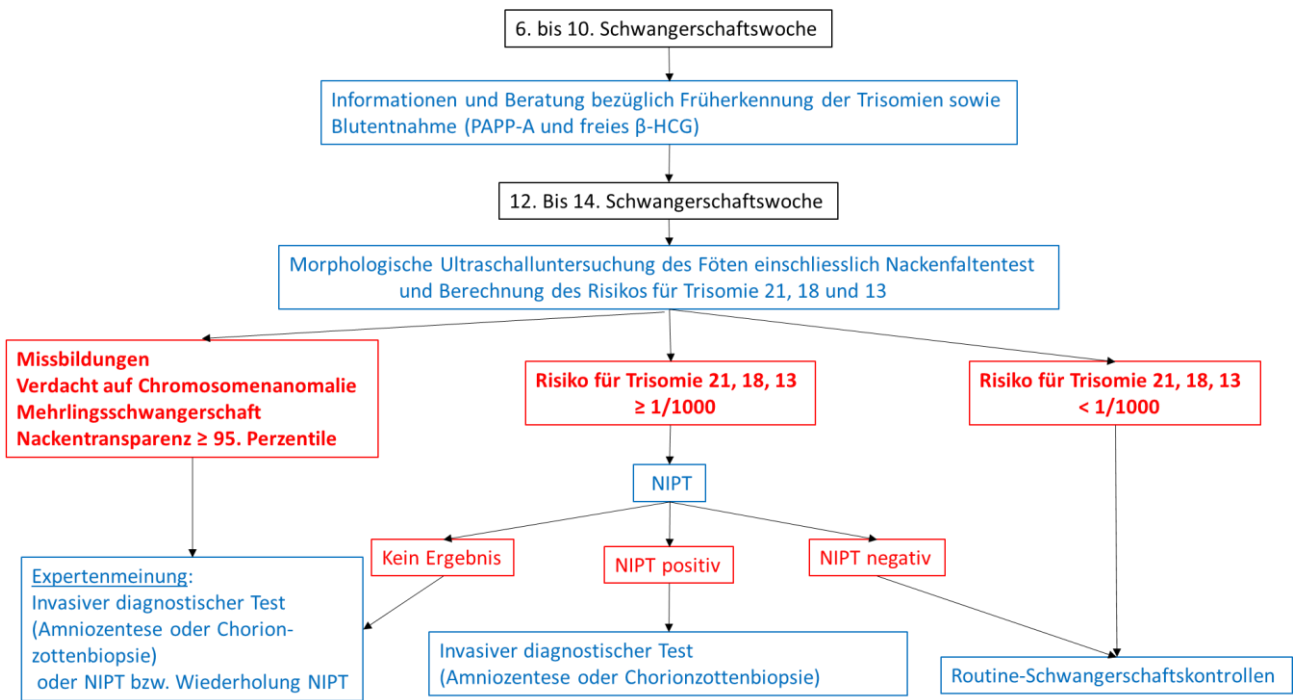 6. bis 10. Schwangerschaftswoche
Informationen und Beratung bezüglich Früherkennung der Trisomien sowie
Blutentnahme (PAPP-A und freies β-HCG)
12. Bis 14. Schwangerschaftswoche
Morphologische Ultraschalluntersuchung des Föten einschliesslich Nackenfaltentest
und Berechnung des Risikos für Trisomie 21, 18 und 13
Missbildungen
Verdacht auf Chromosomenanomalie
Mehrlingsschwangerschaft
Nackentransparenz ≥ 95. Perzentile
Risiko für Trisomie 21, 18, 13
≥ 1/1000
Risiko für Trisomie 21, 18, 13
< 1/1000
NIPT
Kein Ergebnis
NIPT positiv
NIPT negativ
Expertenmeinung:
Invasiver diagnostischer Test
(Amniozentese oder Chorion-
zottenbiopsie)
oder NIPT bzw. Wiederholung NIPT
Invasiver diagnostischer Test
(Amniozentese oder Chorionzottenbiopsie)
Routine-Schwangerschaftskontrollen